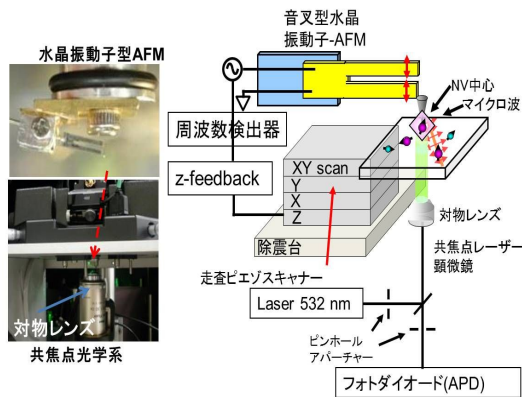 水晶振動子型AFM
対物レンズ
共焦点光学系
音叉型水晶
振動子-AFM
NV中心
マイクロ波
周波数検出器
z-feedback
XY scan
Y
X
Z
除震台
対物レンズ
走査ピエゾスキャナー
共焦点レーザー
顕微鏡
Laser 532 nm
ピンホール
アパーチャー
フォトダイオード(APD)